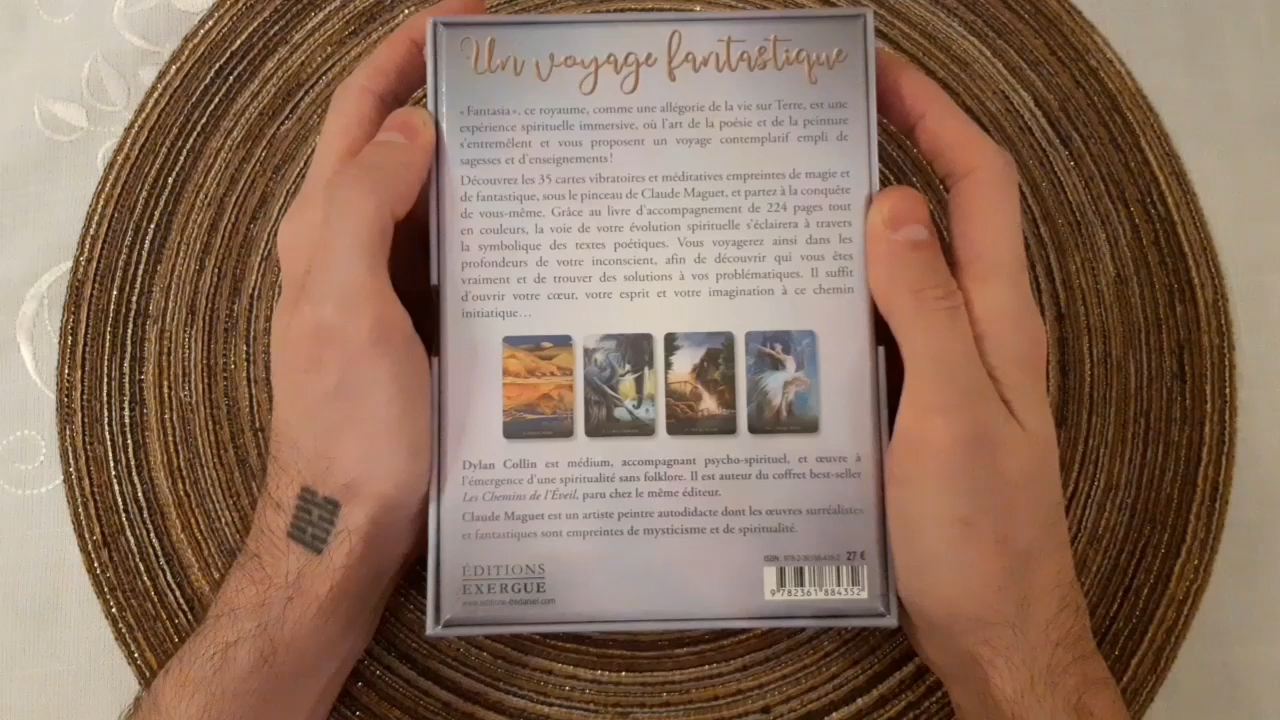 Un voyage fantastique
« Fantasia », ce royaume, comme une allégorie de la vie sur Terre, est une
expérience spirituelle immersive, où l'art de la poésie et de la peinture
s'entremêlent et vous proposent un voyage contemplatif empli de
sagesses et d'enseignements !
Découvrez les 35 cartes vibratoires et méditatives empreintes de magie et
de fantastique, sous le pinceau de Claude Maguet, et partez à la conquête
de vous-même. Grâce au livre d'accompagnement de 224 pages tout
en couleurs, la voie de votre évolution spirituelle s'éclairera à travers
la symbolique des textes poétiques. Vous voyagerez ainsi dans les
profondeurs de votre inconscient, afin de découvrir qui vous êtes
vraiment et de trouver des solutions à vos problématiques. Il suffit
d'ouvrir votre cœur, votre esprit et votre imagination à ce chemin
initiatique…
Dylan Collin est médium, accompagnant psycho-spirituel, et œuvre à
l'émergence d'une spiritualité sans folklore. Il est auteur du coffret best-seller
Les Chemins de l'Éveil, paru chez le même éditeur.
Claude Maguet est un artiste peintre autodidacte dont les œuvres surréalistes
et fantastiques sont empreintes de mysticisme et de spiritualité.
ISBN : 978-2-36188-435-2 27 €
ÉDITIONS
EXERGUE
9 782361 884352